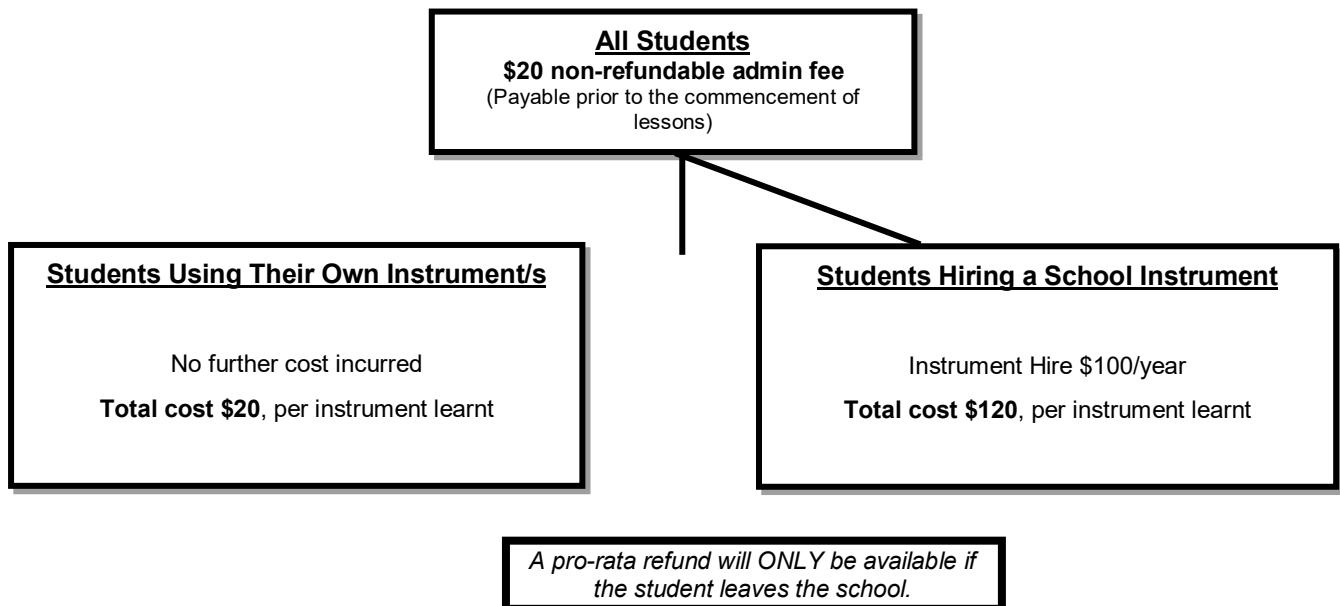 All Students
$20 non-refundable admin fee
(Payable prior to the commencement of
lessons)
Students Using Their Own Instrument/s
No further cost incurred
Total cost $20, per instrument learnt
Students Hiring a School Instrument
Instrument Hire $100/year
Total cost $120, per instrument learnt
A pro-rata refund will ONLY be available if
the student leaves the school.